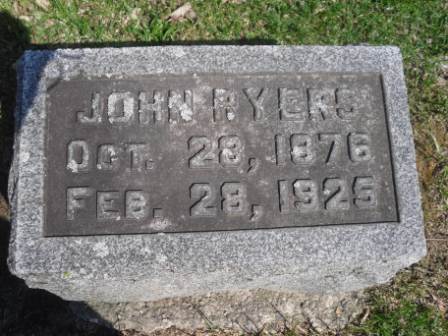 JOHN RYERS
OCT. 28, 1876
FEB. 28, 1925